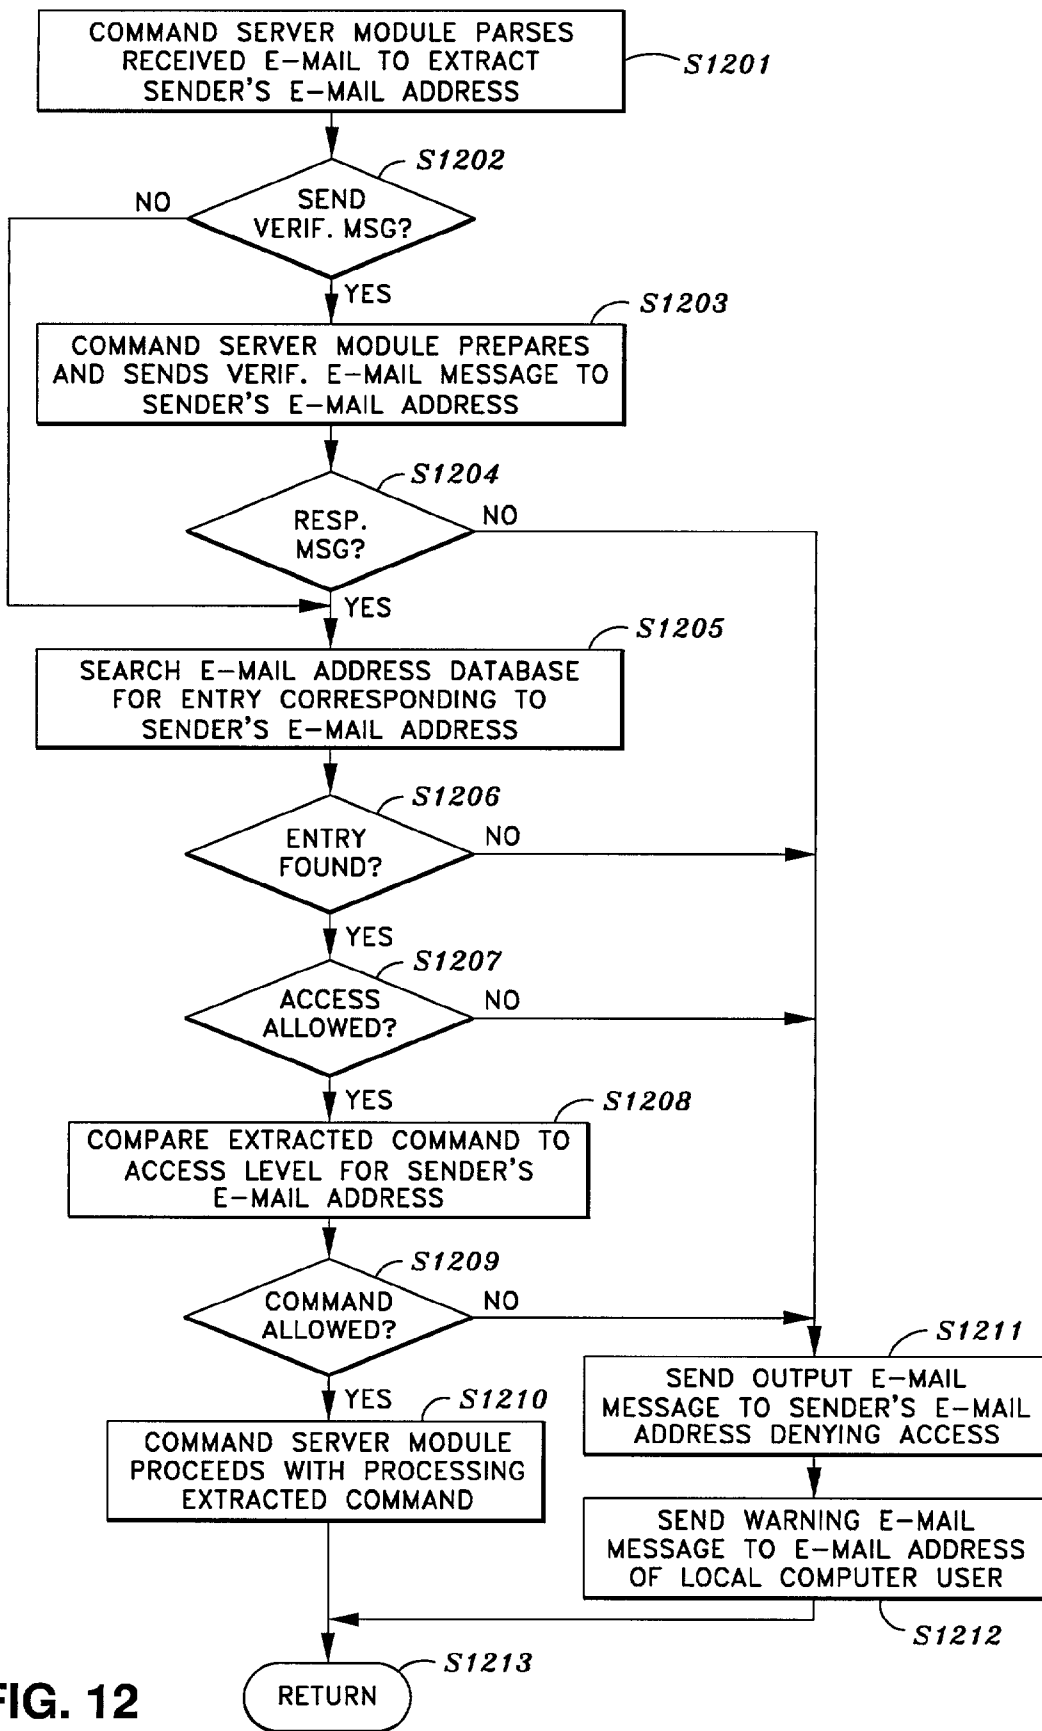 COMMAND SERVER MODULE PARSES
RECEIVED E-MAIL TO EXTRACT
SENDER'S E-MAIL ADDRESS
S1201
S1202
SEND
VERIF. MSG?
NO
YES
S1203
COMMAND SERVER MODULE PREPARES
AND SENDS VERIF. E-MAIL MESSAGE TO
SENDER'S E-MAIL ADDRESS
S1204
RESP.
MSG?
NO
YES
S1205
SEARCH E-MAIL ADDRESS DATABASE
FOR ENTRY CORRESPONDING TO
SENDER'S E-MAIL ADDRESS
S1206
ENTRY
FOUND?
NO
YES
S1207
ACCESS
ALLOWED?
NO
YES
S1208
COMPARE EXTRACTED COMMAND TO
ACCESS LEVEL FOR SENDER'S
E-MAIL ADDRESS
S1209
COMMAND
ALLOWED?
NO
YES
S1210
COMMAND SERVER MODULE
PROCEEDS WITH PROCESSING
EXTRACTED COMMAND
S1211
SEND OUTPUT E-MAIL
MESSAGE TO SENDER'S E-MAIL
ADDRESS DENYING ACCESS
SEND WARNING E-MAIL
MESSAGE TO E-MAIL ADDRESS
OF LOCAL COMPUTER USER
S1212
S1213
RETURN
FIG. 12